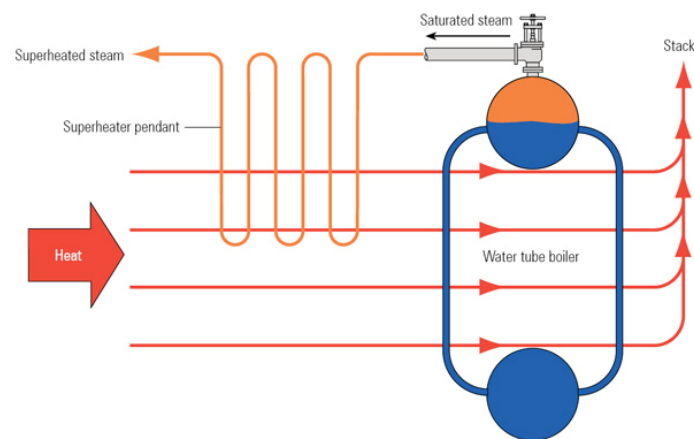 Saturated steam
Stack
Superheated steam
Superheater pendant
Heat
Water tube boiler